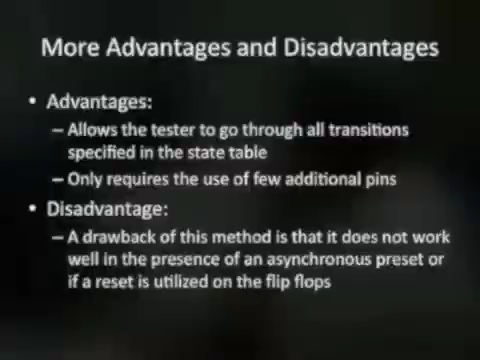 More Advantages and Disadvantages
• Advantages:
– Allows the tester to go through all transitions
specified in the state table
– Only requires the use of few additional pins
• Disadvantage:
– A drawback of this method is that it does not work
well in the presence of an asynchronous preset or
if a reset is utilized on the flip flops